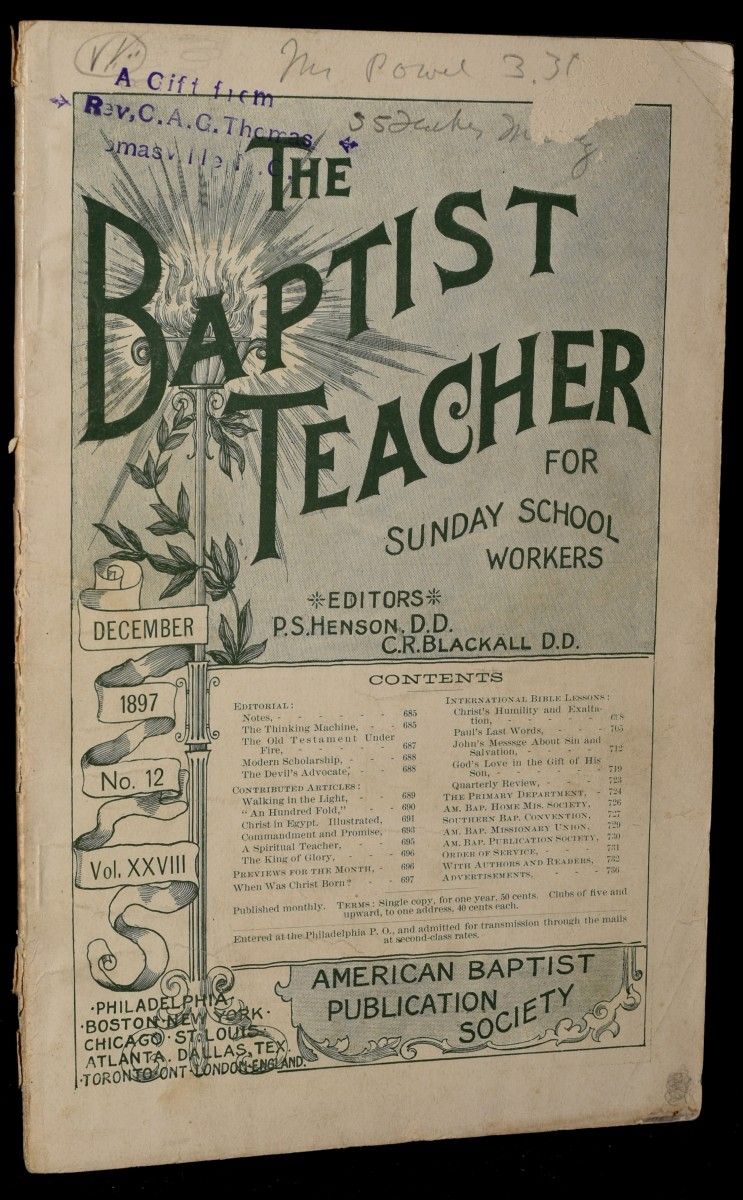 Mr Powel 3.31
A Gift from
Rev, C. A. G. Thomas,
omasville
SS Teacher
THE
BAPTIST
TEACHER
FOR
SUNDAY SCHOOL
WORKERS
EDITORS
P.S. HENSON, D.D.
C.R. BLACKALL D.D.
DECEMBER
1897
No. 12
Vol. XXVIII
CONTENTS
EDITORIAL:
Notes, - - - - - - 685
The Thinking Machine, - - 685
The Old Testament Under
Fire, - - - - - - 687
Modern Scholarship, - - - 688
The Devil's Advocate, - - 688
CONTRIBUTED ARTICLES:
Walking in the Light, - - - 689
"An Hundred Fold," - - - 690
Christ in Egypt. Illustrated, 691
Commandment and Promise, 693
A Spiritual Teacher, - - - 695
The King of Glory, - - - - 696
PREVIEWS FOR THE MONTH, - 696
When Was Christ Born? - - 697
INTERNATIONAL BIBLE LESSONS:
Christ's Humility and Exalta-
tion, - - - - - - 698
Paul's Last Words, - - - - 705
John's Messsge About Sin and
Salvation, - - - - - 712
God's Love in the Gift of His
Son, - - - - - - 719
Quarterly Review, - - - - 723
THE PRIMARY DEPARTMENT, - 724
AM. BAP. HOME MIS. SOCIETY, 726
SOUTHERN BAP. CONVENTION, 727
AM. BAP. MISSIONARY UNION, 729
AM. BAP. PUBLICATION SOCIETY, 730
ORDER OF SERVICE, - - - - 731
WITH AUTHORS AND READERS, 732
ADVERTISEMENTS, - - - - 736
Published monthly. TERMS: Single copy, for one year, 50 cents. Clubs of five and
upward, to one address, 40 cents each.
Entered at the Philadelphia P. O., and admitted for transmission through the mails
at second-class rates.
AMERICAN BAPTIST
PUBLICATION
SOCIETY
·PHILADELPHIA·
·BOSTON·NEW YORK·
CHICAGO·ST. LOUIS·
ATLANTA. DALLAS, TEX.
·TORONTO·ONT·LONDON·ENGLAND.